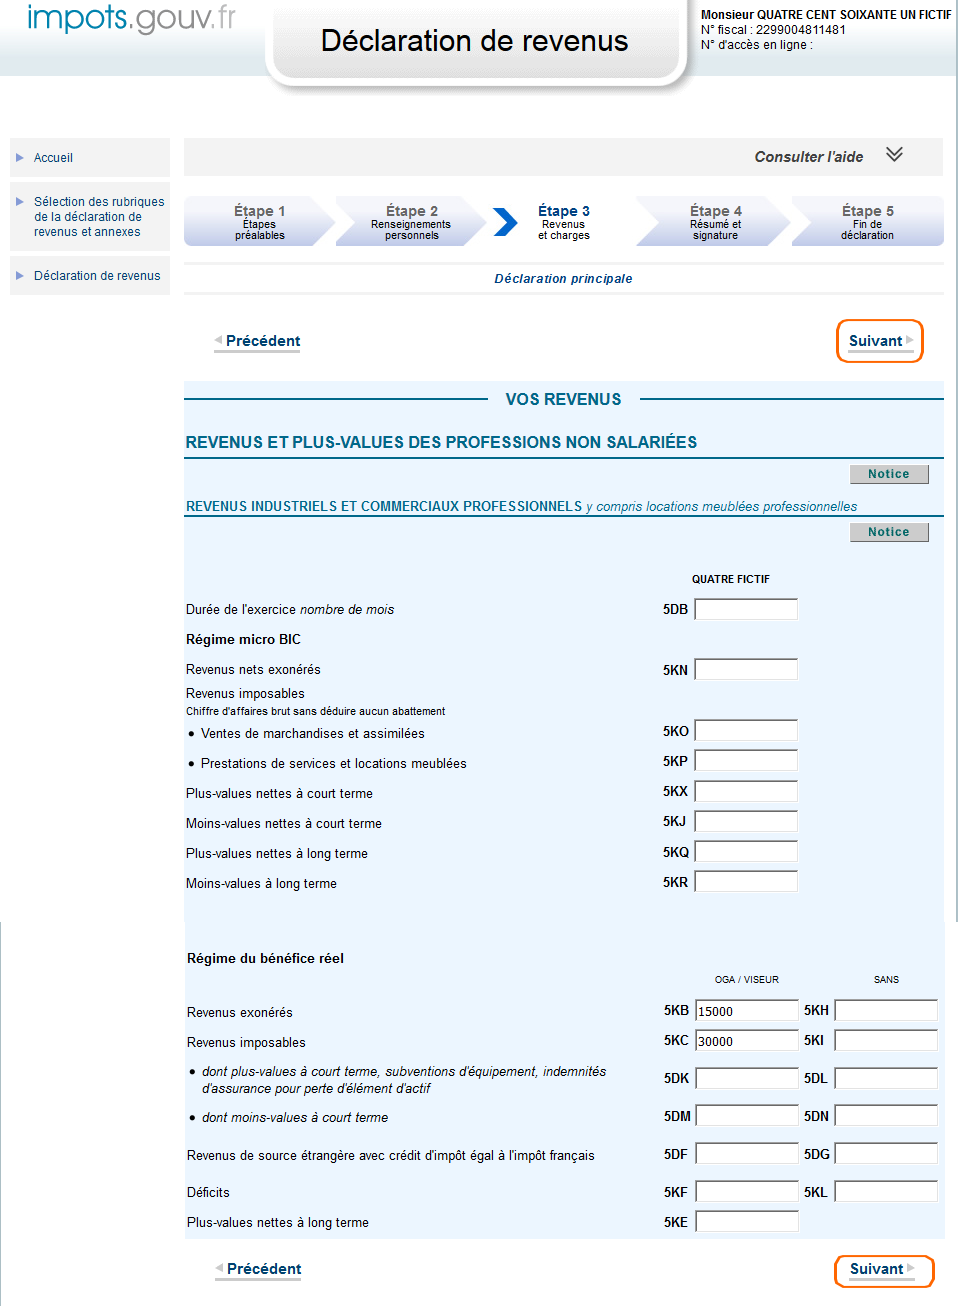 impots.gouv.fr
Déclaration de revenus
Monsieur QUATRE CENT SOIXANTE UN FICTIF
N° fiscal : 2299004811481
N° d'accès en ligne :
Accueil
Sélection des rubriques
de la déclaration de
revenus et annexes
Déclaration de revenus
Consulter l'aide
Étape 1
Étapes
préalables
Étape 2
Renseignements
personnels
Étape 3
Revenus
et charges
Étape 4
Résumé et
signature
Étape 5
Fin de
déclaration
Déclaration principale
Précédent
Suivant
VOS REVENUS
REVENUS ET PLUS-VALUES DES PROFESSIONS NON SALARIÉES
Notice
REVENUS INDUSTRIELS ET COMMERCIAUX PROFESSIONNELS y compris locations meublées professionnelles
Notice
QUATRE FICTIF
Durée de l'exercice nombre de mois 5DB
Régime micro BIC
Revenus nets exonérés 5KN
Revenus imposables
Chiffre d'affaires brut sans déduire aucun abattement
• Ventes de marchandises et assimilées 5KO
• Prestations de services et locations meublées 5KP
Plus-values nettes à court terme 5KX
Moins-values nettes à court terme 5KJ
Plus-values nettes à long terme 5KQ
Moins-values à long terme 5KR
Régime du bénéfice réel
OGA / VISEUR SANS
Revenus exonérés 5KB 15000 5KH
Revenus imposables 5KC 30000 5KI
• dont plus-values à court terme, subventions d'équipement, indemnités
d'assurance pour perte d'élément d'actif 5DK 5DL
• dont moins-values à court terme 5DM 5DN
Revenus de source étrangère avec crédit d'impôt égal à l'impôt français 5DF 5DG
Déficits 5KF 5KL
Plus-values nettes à long terme 5KE
Précédent
Suivant